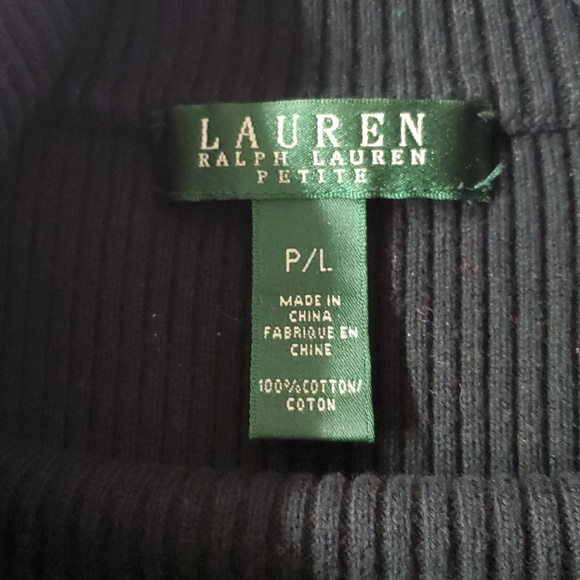 LAUREN
RALPH LAUREN
PETITE
P/L
MADE IN
CHINA
FABRIQUE EN
CHINE
100%COTTON/
COTON